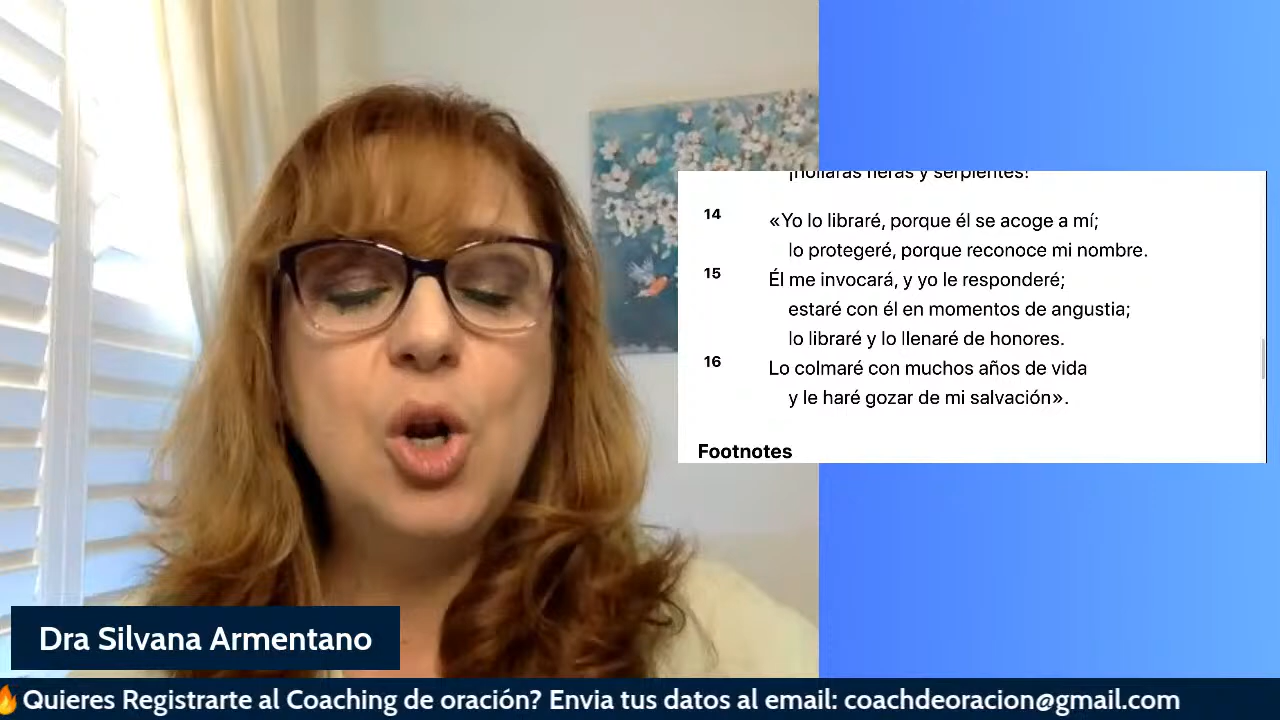 ¡hollarás fieras y serpientes!
14 «Yo lo libraré, porque él se acoge a mí;
lo protegeré, porque reconoce mi nombre.
15 Él me invocará, y yo le responderé;
estaré con él en momentos de angustia;
lo libraré y lo llenaré de honores.
16 Lo colmaré con muchos años de vida
y le haré gozar de mi salvación».
Footnotes
Dra Silvana Armentano
🔥 Quieres Registrarte al Coaching de oración? Envia tus datos al email: coachdeoracion@gmail.com